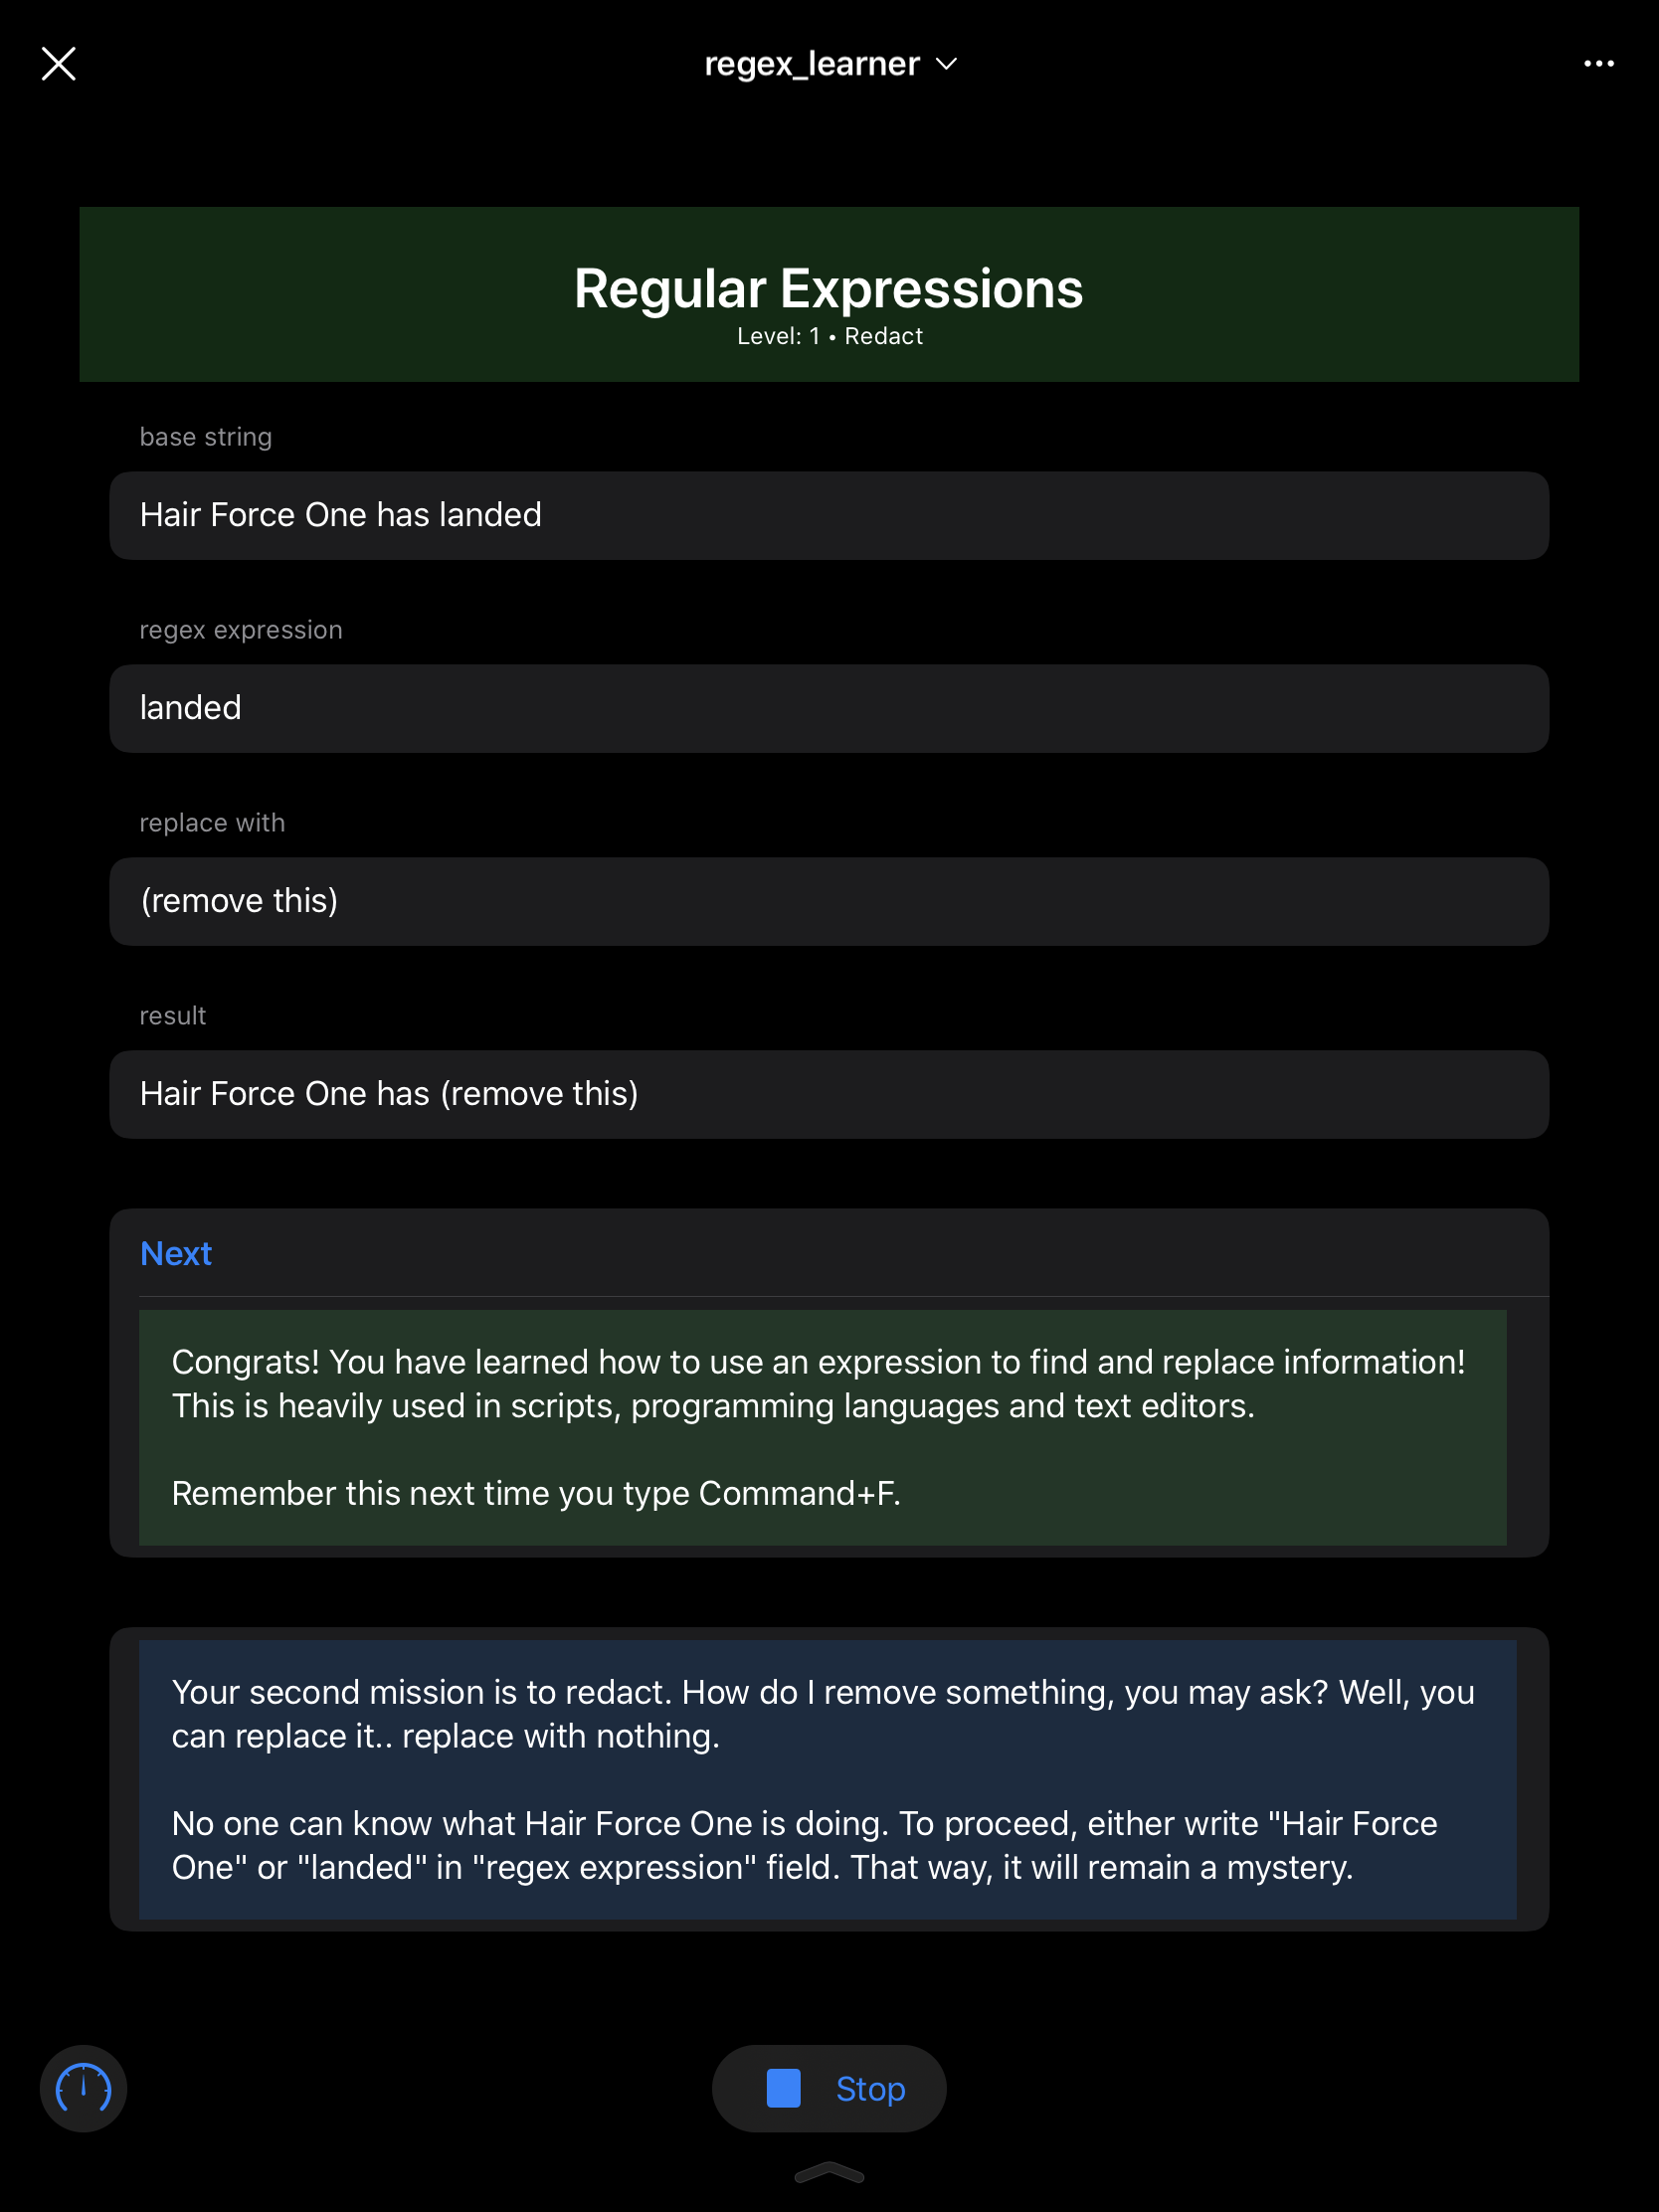 regex_learner
Regular Expressions
Level: 1 • Redact
base string
Hair Force One has landed
regex expression
landed
replace with
(remove this)
result
Hair Force One has (remove this)
Next
Congrats! You have learned how to use an expression to find and replace information!
This is heavily used in scripts, programming languages and text editors.
Remember this next time you type Command+F.
Your second mission is to redact. How do I remove something, you may ask? Well, you
can replace it.. replace with nothing.
No one can know what Hair Force One is doing. To proceed, either write "Hair Force
One" or "landed" in "regex expression" field. That way, it will remain a mystery.
Stop